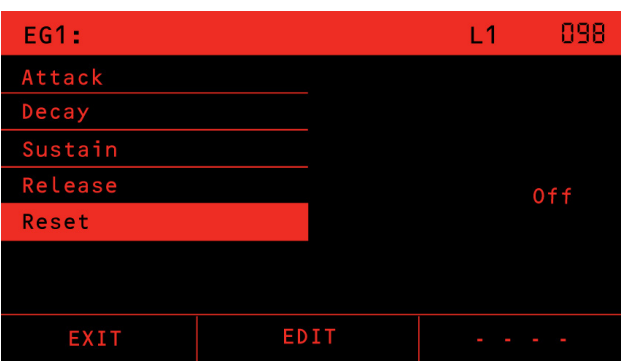 EG1: L1 098
Attack
Decay
Sustain
Release
Off
Reset
EXIT EDIT - - - -